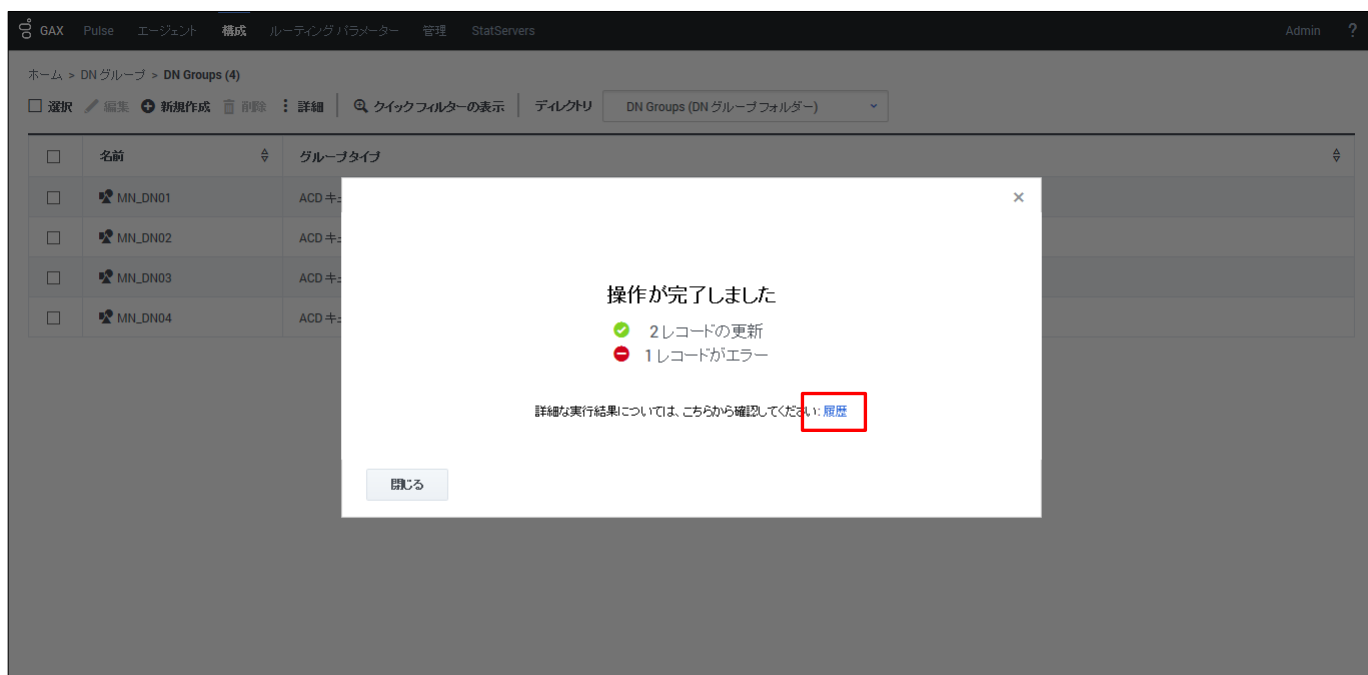 GAX Pulse エージェント 構成 ルーティング パラメーター 管理 StatServers Admin ?
ホーム > DN グループ > DN Groups (4)
選択 編集 新規作成 削除 詳細 クイックフィルターの表示 ディレクトリ DN Groups (DN グループ フォルダー)
名前 グループタイプ
MN_DN01 ACD キュ
MN_DN02 ACD キュ
MN_DN03 ACD キュ
MN_DN04 ACD キュ
×
操作が完了しました
2 レコードの更新
1 レコードがエラー
詳細な実行結果については、こちらから確認してください: 履歴
閉じる